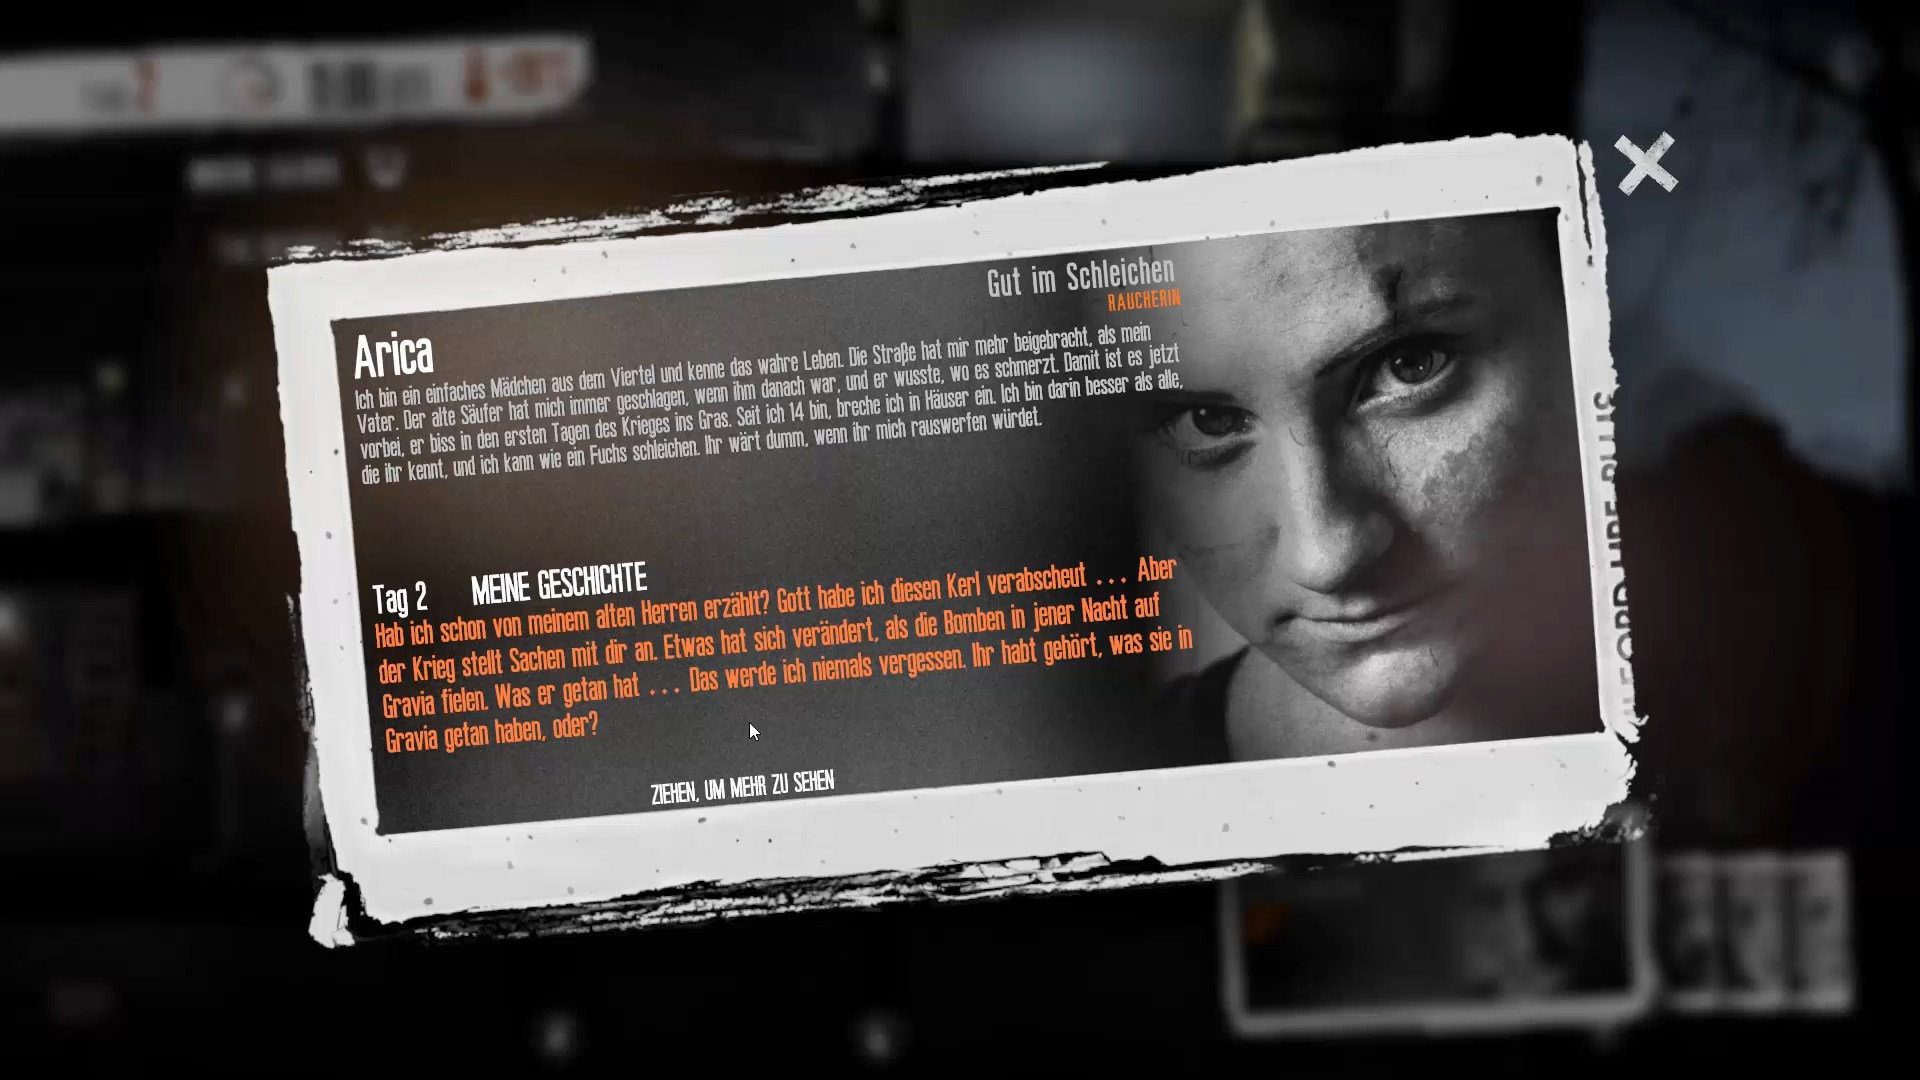 Gut im Schleichen
RAUCHERIN
Arica
Ich bin ein einfaches Mädchen aus dem Viertel und kenne das wahre Leben. Die Straße hat mir mehr beigebracht, als mein
Vater. Der alte Säufer hat mich immer geschlagen, wenn ihm danach war, und er wusste, wo es schmerzt. Damit ist es jetzt
vorbei, er biss in den ersten Tagen des Krieges ins Gras. Seit ich 14 bin, breche ich in Häuser ein. Ich bin darin besser als alle,
die ihr kennt, und ich kann wie ein Fuchs schleichen. Ihr wärt dumm, wenn ihr mich rauswerfen würdet.
Tag 2 MEINE GESCHICHTE
Hab ich schon von meinem alten Herren erzählt? Gott habe ich diesen Kerl verabscheut ... Aber
der Krieg stellt Sachen mit dir an. Etwas hat sich verändert, als die Bomben in jener Nacht auf
Gravia fielen. Was er getan hat ... Das werde ich niemals vergessen. Ihr habt gehört, was sie in
Gravia getan haben, oder?
ZIEHEN, UM MEHR ZU SEHEN